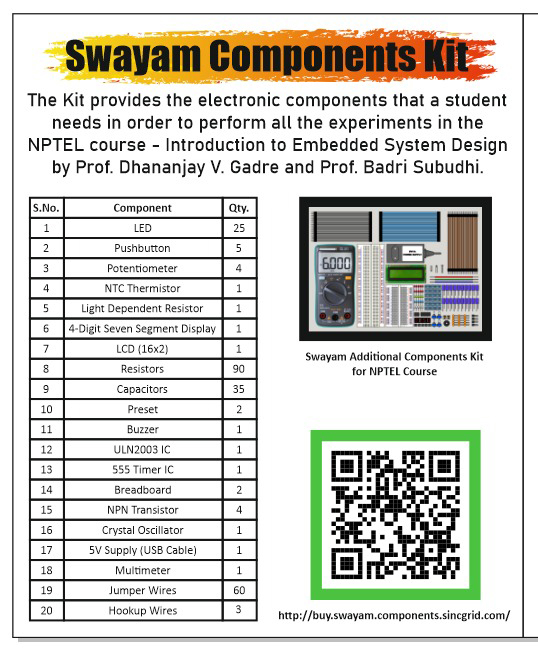 Swayam Components Kit
The Kit provides the electronic components that a student
needs in order to perform all the experiments in the
NPTEL course - Introduction to Embedded System Design
by Prof. Dhananjay V. Gadre and Prof. Badri Subudhi.
S.No. Component Qty.
1 LED 25
2 Pushbutton 5
3 Potentiometer 4
4 NTC Thermistor 1
5 Light Dependent Resistor 1
6 4-Digit Seven Segment Display 1
7 LCD (16x2) 1
8 Resistors 90
9 Capacitors 35
10 Preset 2
11 Buzzer 1
12 ULN2003 IC 1
13 555 Timer IC 1
14 Breadboard 2
15 NPN Transistor 4
16 Crystal Oscillator 1
17 5V Supply (USB Cable) 1
18 Multimeter 1
19 Jumper Wires 60
20 Hookup Wires 3
6.000
Swayam Additional Components Kit
for NPTEL Course
http://buy.swayam.components.sincgrid.com/